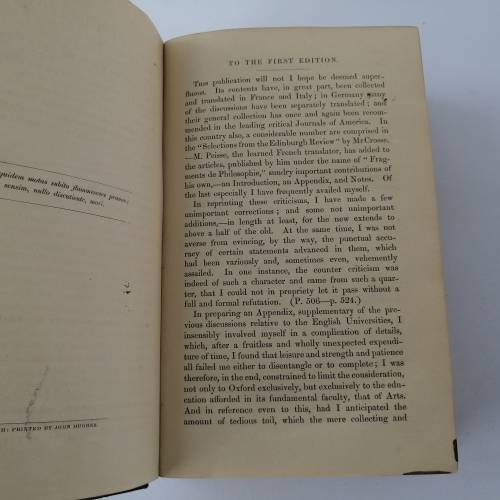 quidem motus subito flammescere prunas;
sensim, nullo discutiente, mori.
H: PRINTED BY JOHN HUGHES.
TO THE FIRST EDITION.
THIS publication will not I hope be deemed super-
fluous. Its contents have, in great part, been collected
and translated in France and Italy; in Germany many
of the discussions have been separately translated; and
their general collection has once and again been recom-
mended in the leading critical Journals of America. In
this country also, a considerable number are comprised in
the "Selections from the Edinburgh Review" by Mr Crosse.
—M. Peisse, the learned French translator, has added to
the articles, published by him under the name of "Frag-
ments de Philosophie," sundry important contributions of
his own,—an Introduction, an Appendix, and Notes. Of
the last especially I have frequently availed myself.
In reprinting these criticisms, I have made a few
unimportant corrections; and some not unimportant
additions,—in length at least, for the new extends to
above a half of the old. At the same time, I was not
averse from evincing, by the way, the punctual accu-
racy of certain statements advanced in them, which
had been variously and, sometimes even, vehemently
assailed. In one instance, the counter criticism was
indeed of such a character and came from such a quar-
ter, that I could not in propriety let it pass without a
full and formal refutation. (P. 506—p. 524.)
In preparing an Appendix, supplementary of the pre-
vious discussions relative to the English Universities, I
insensibly involved myself in a complication of details,
which, after a fruitless and wholly unexpected expendi-
ture of time, I found that leisure and strength and patience
all failed me either to disentangle or to complete; I was
therefore, in the end, constrained to limit the consideration,
not only to Oxford exclusively, but exclusively to the edu-
cation afforded in its fundamental faculty, that of Arts.
And in reference even to this, had I anticipated the
amount of tedious toil, which the mere collecting and